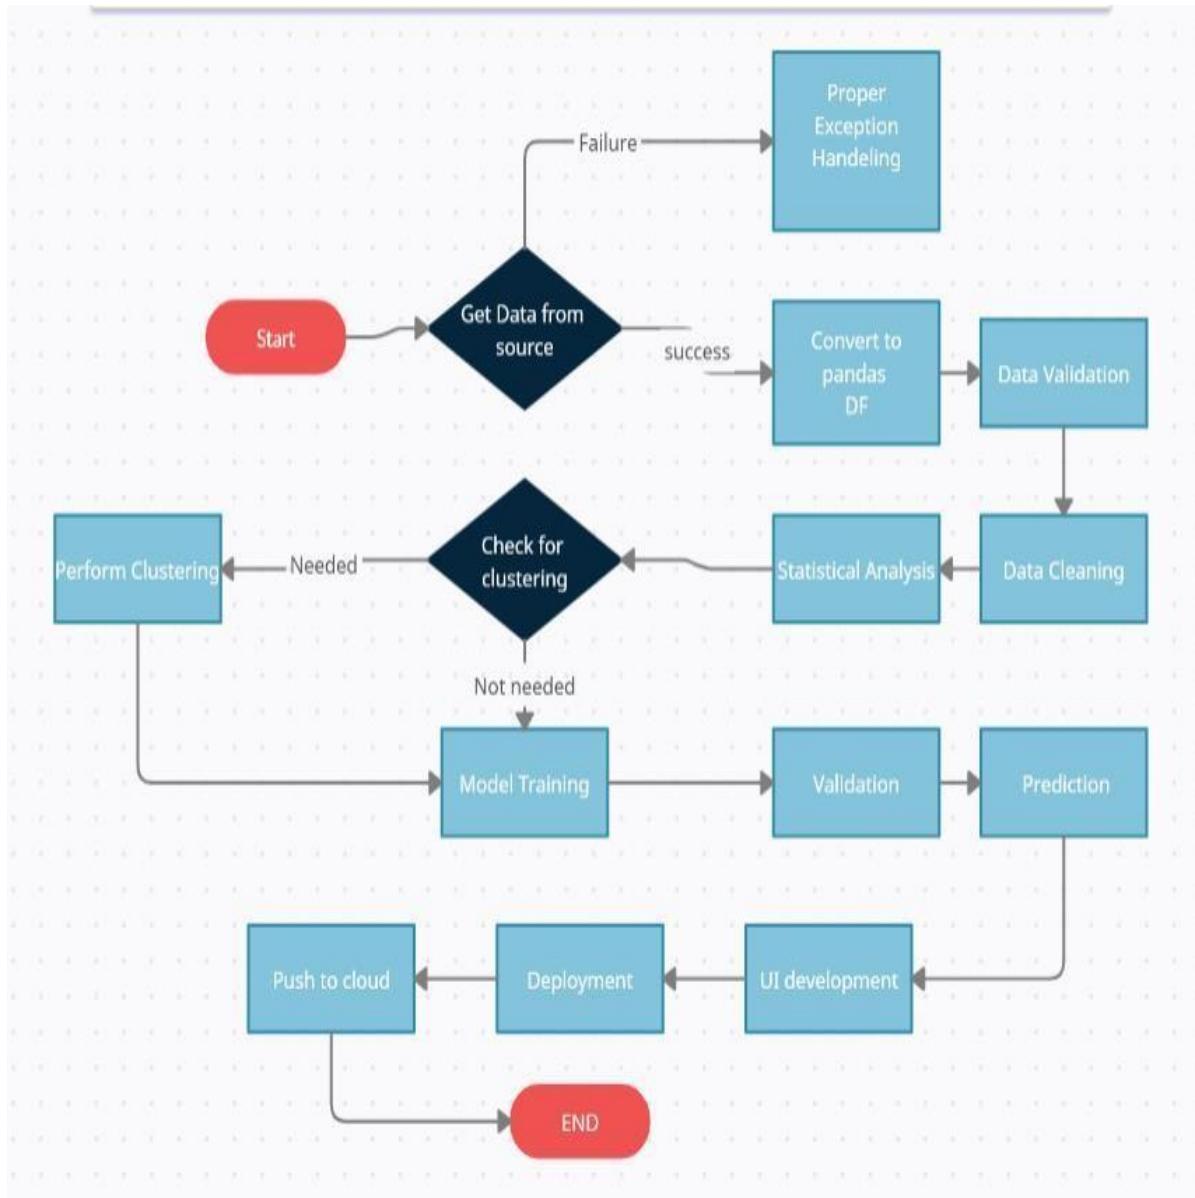 Proper
Exception
Handeling
Failure
Start
Get Data from
source
success
Convert to
pandas
DF
Data Validation
Perform Clustering
Needed
Check for
clustering
Statistical Analysis
Data Cleaning
Not needed
Model Training
Validation
Prediction
Push to cloud
Deployment
UI development
END